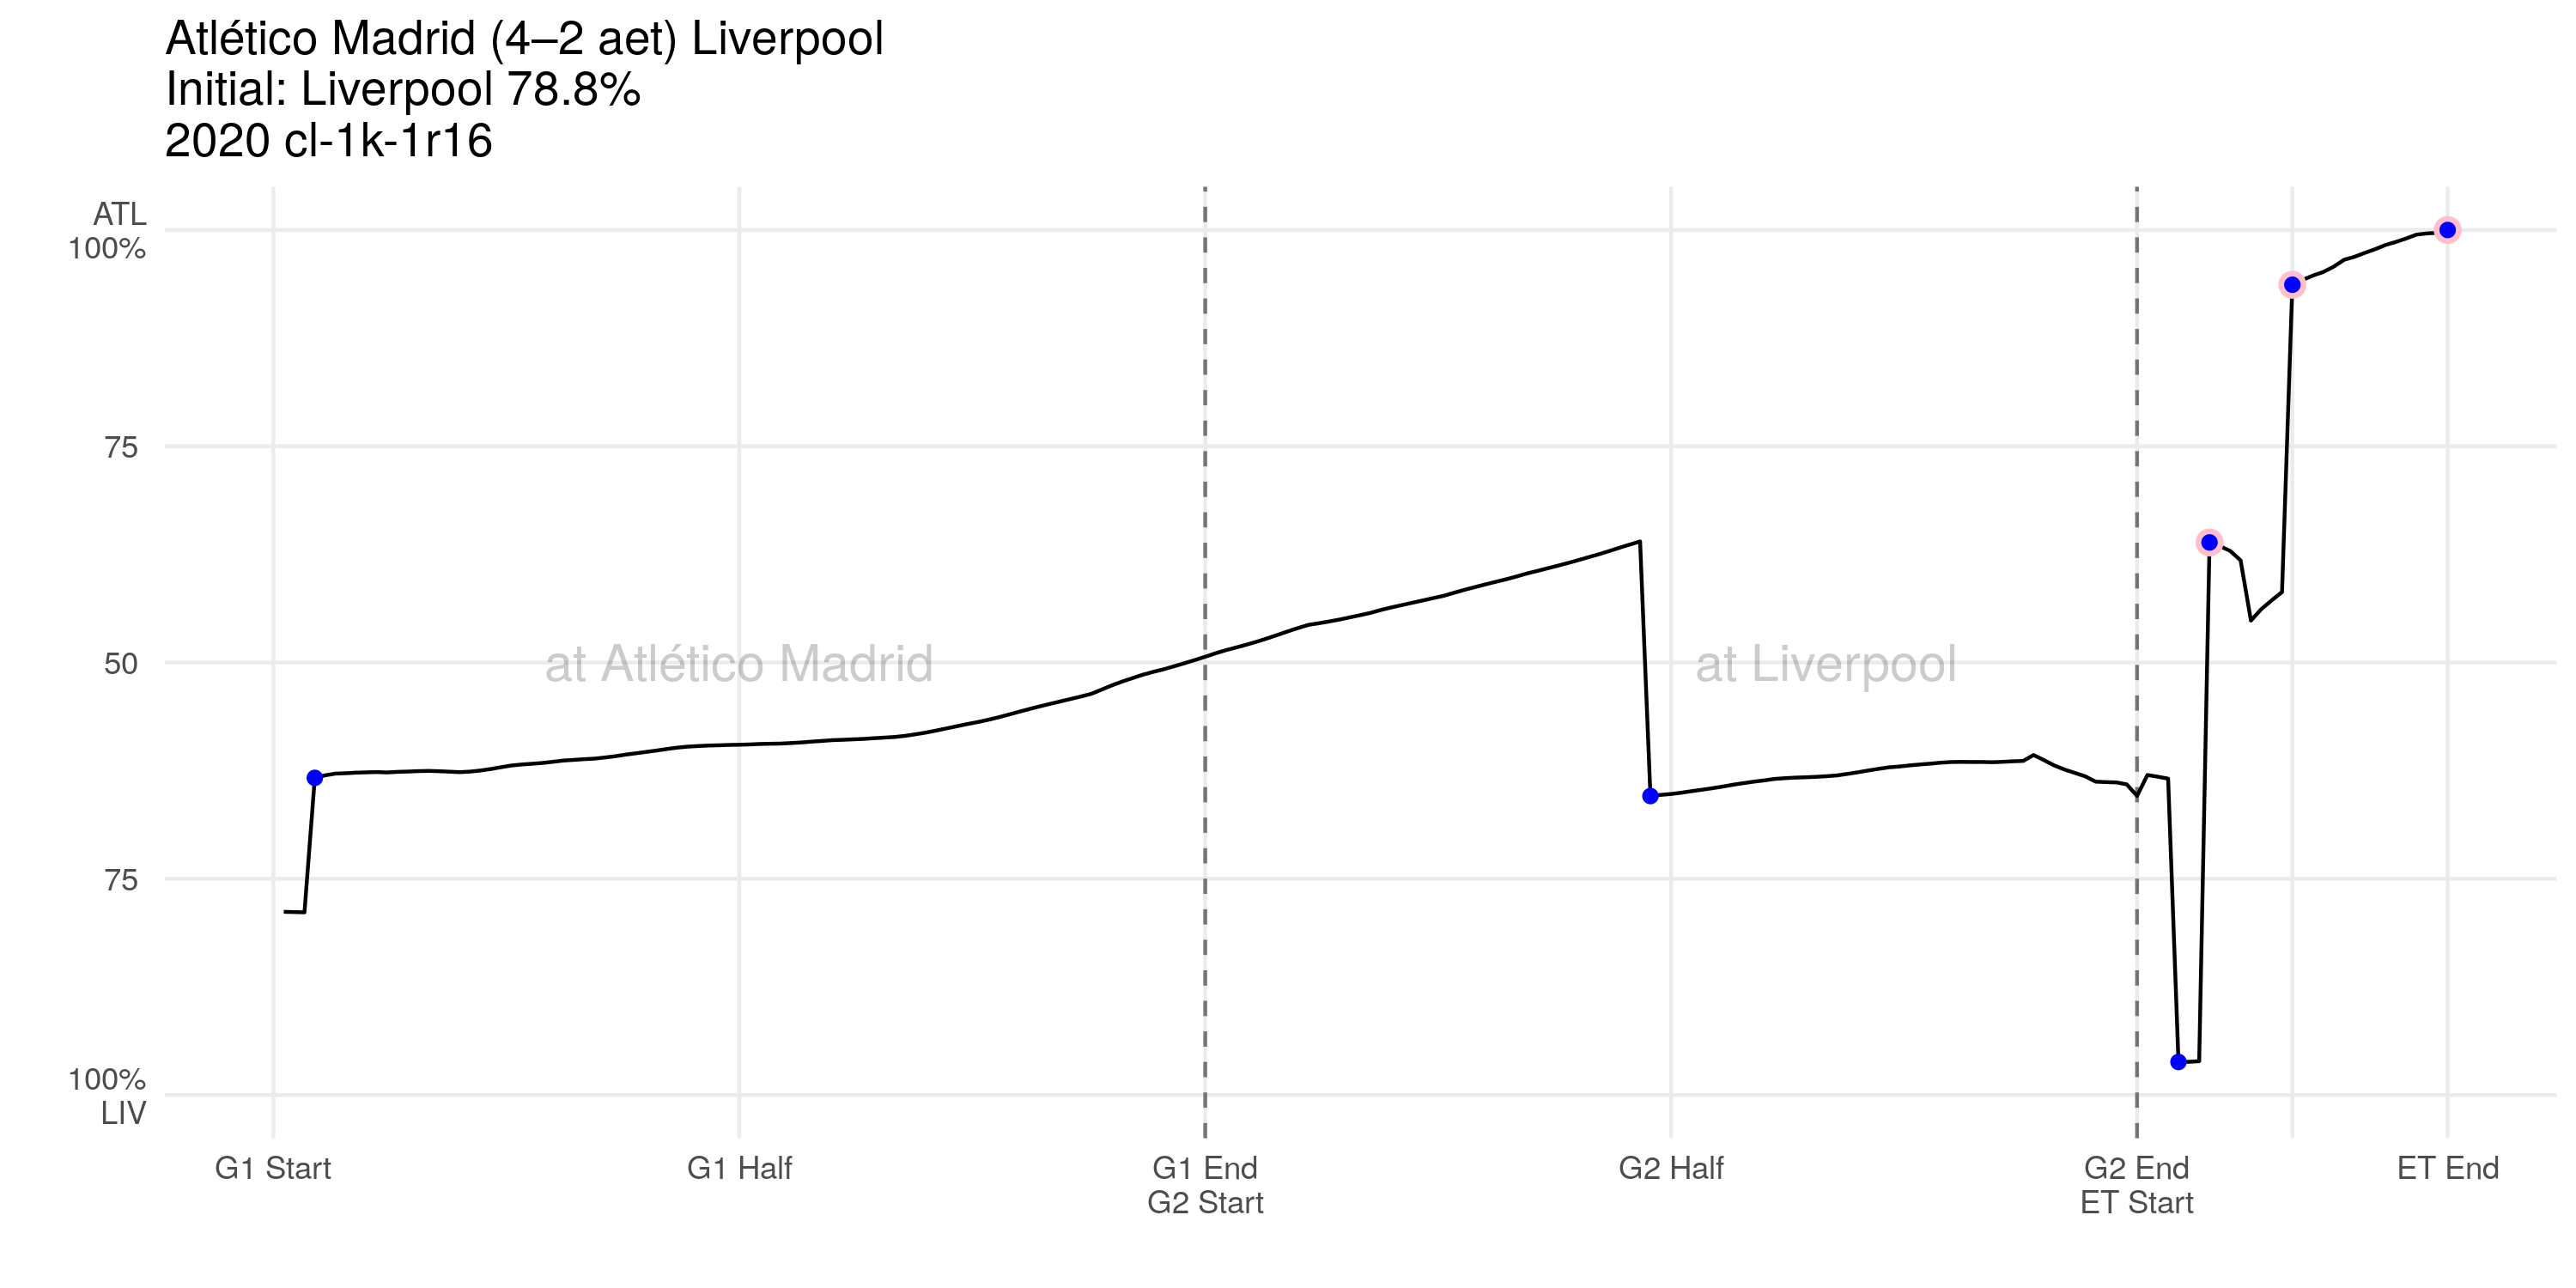 Atlético Madrid (4–2 aet) Liverpool
Initial: Liverpool 78.8%
2020 cl-1k-1r16
ATL
100%
75
50
75
100%
LIV
at Atlético Madrid
at Liverpool
G1 Start
G1 Half
G1 End
G2 Start
G2 Half
G2 End
ET Start
ET End